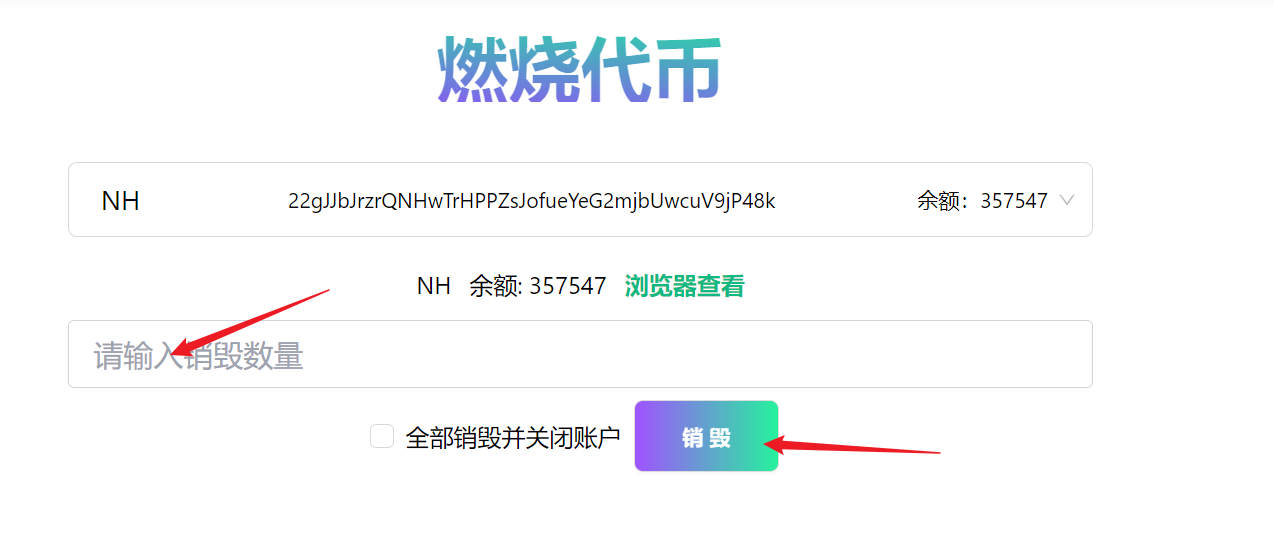 燃烧代币
NH 22gJJbJrzrQNHwTrHPPZsJofueYeG2mjbUwcuV9jP48k 余额：357547
NH 余额: 357547 浏览器查看
请输入销毁数量
全部销毁并关闭账户 销 毁